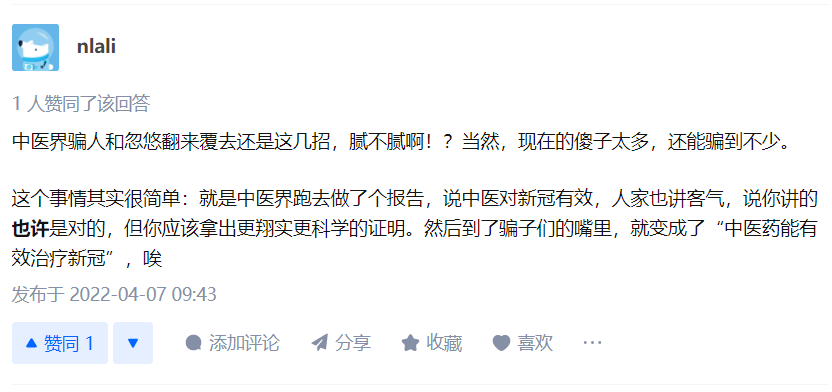 nlali
1 人赞同了该回答
中医界骗人和忽悠翻来覆去还是这几招，腻不腻啊！？当然，现在的傻子太多，还能骗到不少。
这个事情其实很简单：就是中医界跑去做了个报告，说中医对新冠有效，人家也讲客气，说你讲的
也许是对的，但你应该拿出更翔实更科学的证明。然后到了骗子们的嘴里，就变成了“中医药能有
效治疗新冠”，唉
发布于 2022-04-07 09:43
赞同 1 添加评论 分享 收藏 喜欢 ···